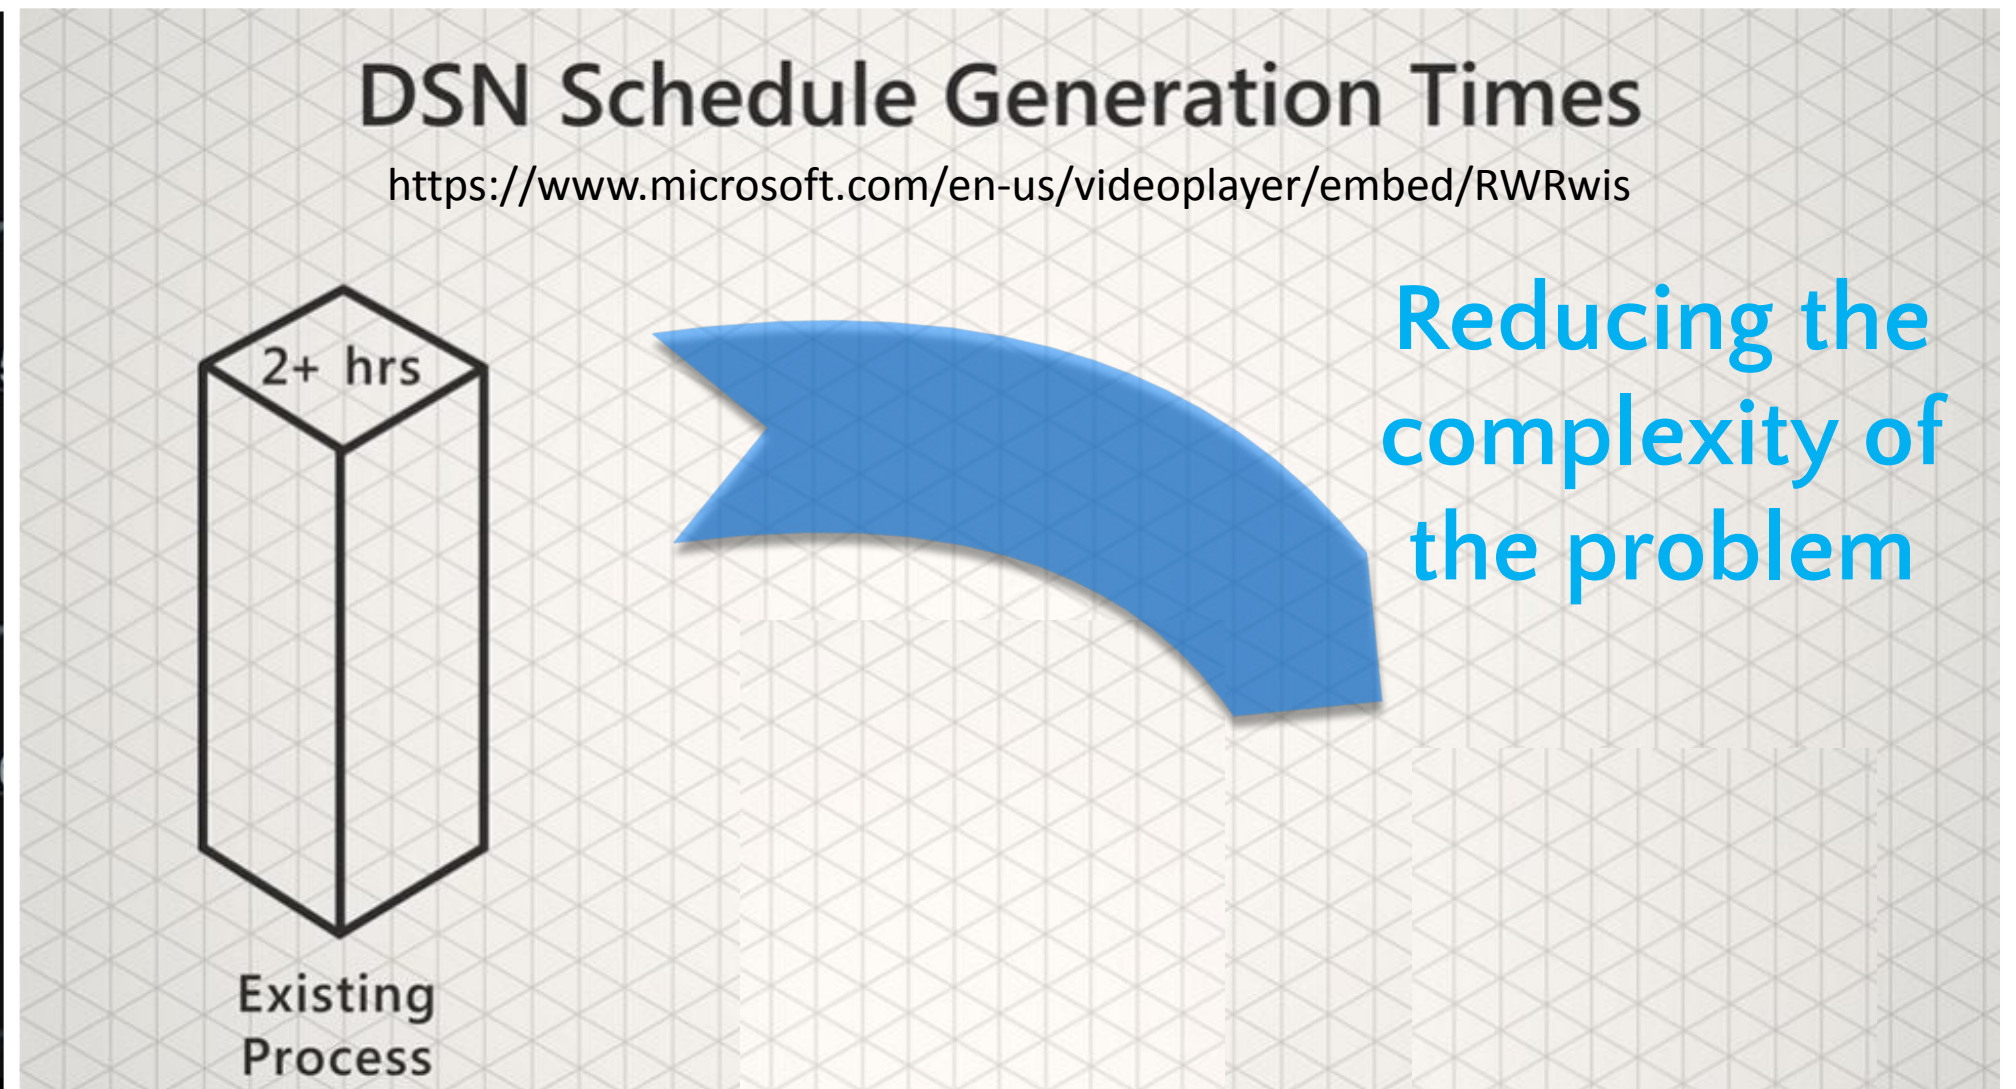 DSN Schedule Generation Times
https://www.microsoft.com/en-us/videoplayer/embed/RWRwis
2+ hrs
Reducing the
complexity of
the problem
Existing
Process